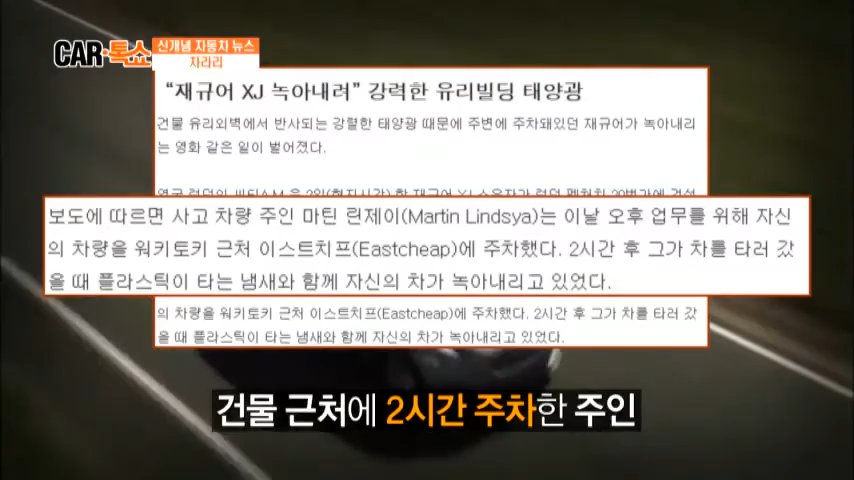 CAR·톡쇼
신개념 자동차 뉴스
차라리
“재규어 XJ 녹아내려” 강력한 유리빌딩 태양광
건물 유리외벽에서 반사되는 강렬한 태양광 때문에 주변에 주차돼있던 재규어가 녹아내리
는 영화 같은 일이 벌어졌다.
보도에 따르면 사고 차량 주인 마틴 린제이(Martin Lindsya)는 이날 오후 업무를 위해 자신
의 차량을 워키토키 근처 이스트치프(Eastcheap)에 주차했다. 2시간 후 그가 차를 타러 갔
을 때 플라스틱이 타는 냄새와 함께 자신의 차가 녹아내리고 있었다.
의 차량을 워키토키 근처 이스트치프(Eastcheap)에 주차했다. 2시간 후 그가 차를 타러 갔
을 때 플라스틱이 타는 냄새와 함께 자신의 차가 녹아내리고 있었다.
건물 근처에 2시간 주차한 주인